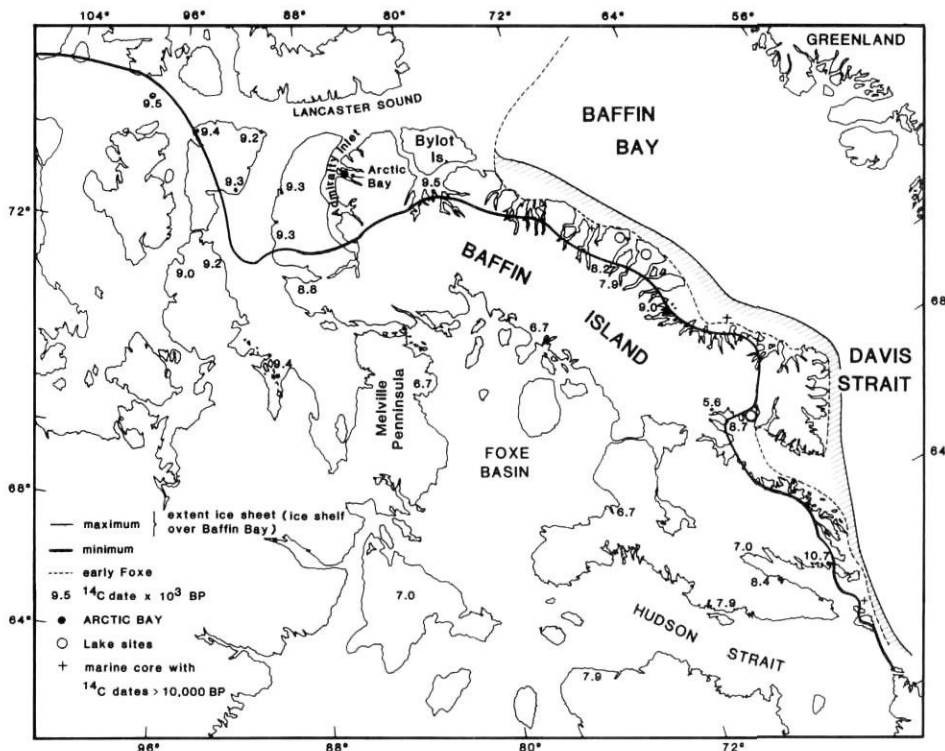 104°
96°
88°
80°
72°
64°
56°
GREENLAND
9.5
LANCASTER SOUND
BAFFIN
BAY
9.4
9.2
Admiralty Inlet
Bylot
Is.
Arctic
Bay
9.3
9.3
9.5
72°
9.3
9.2
9.0
8.8
BAFFIN
ISLAND
8.2?
7.9
9.0
68
6.7
DAVIS
STRAIT
9.4
Melville
Penninsula
6.7
5.6
8.7
FOXE
BASIN
64
68°
6.7
maximum
extent ice sheet (ice shelf
over Baffin Bay)
minimum
early Foxe
9.5 14C date x 10³ BP
ARCTIC BAY
Lake sites
marine core with
14C dates > 10,000 BP
7.0
10.7
8.4
7.0
7.9
64°
HUDSON STRAIT
7.9
96°
88°
80°
72°